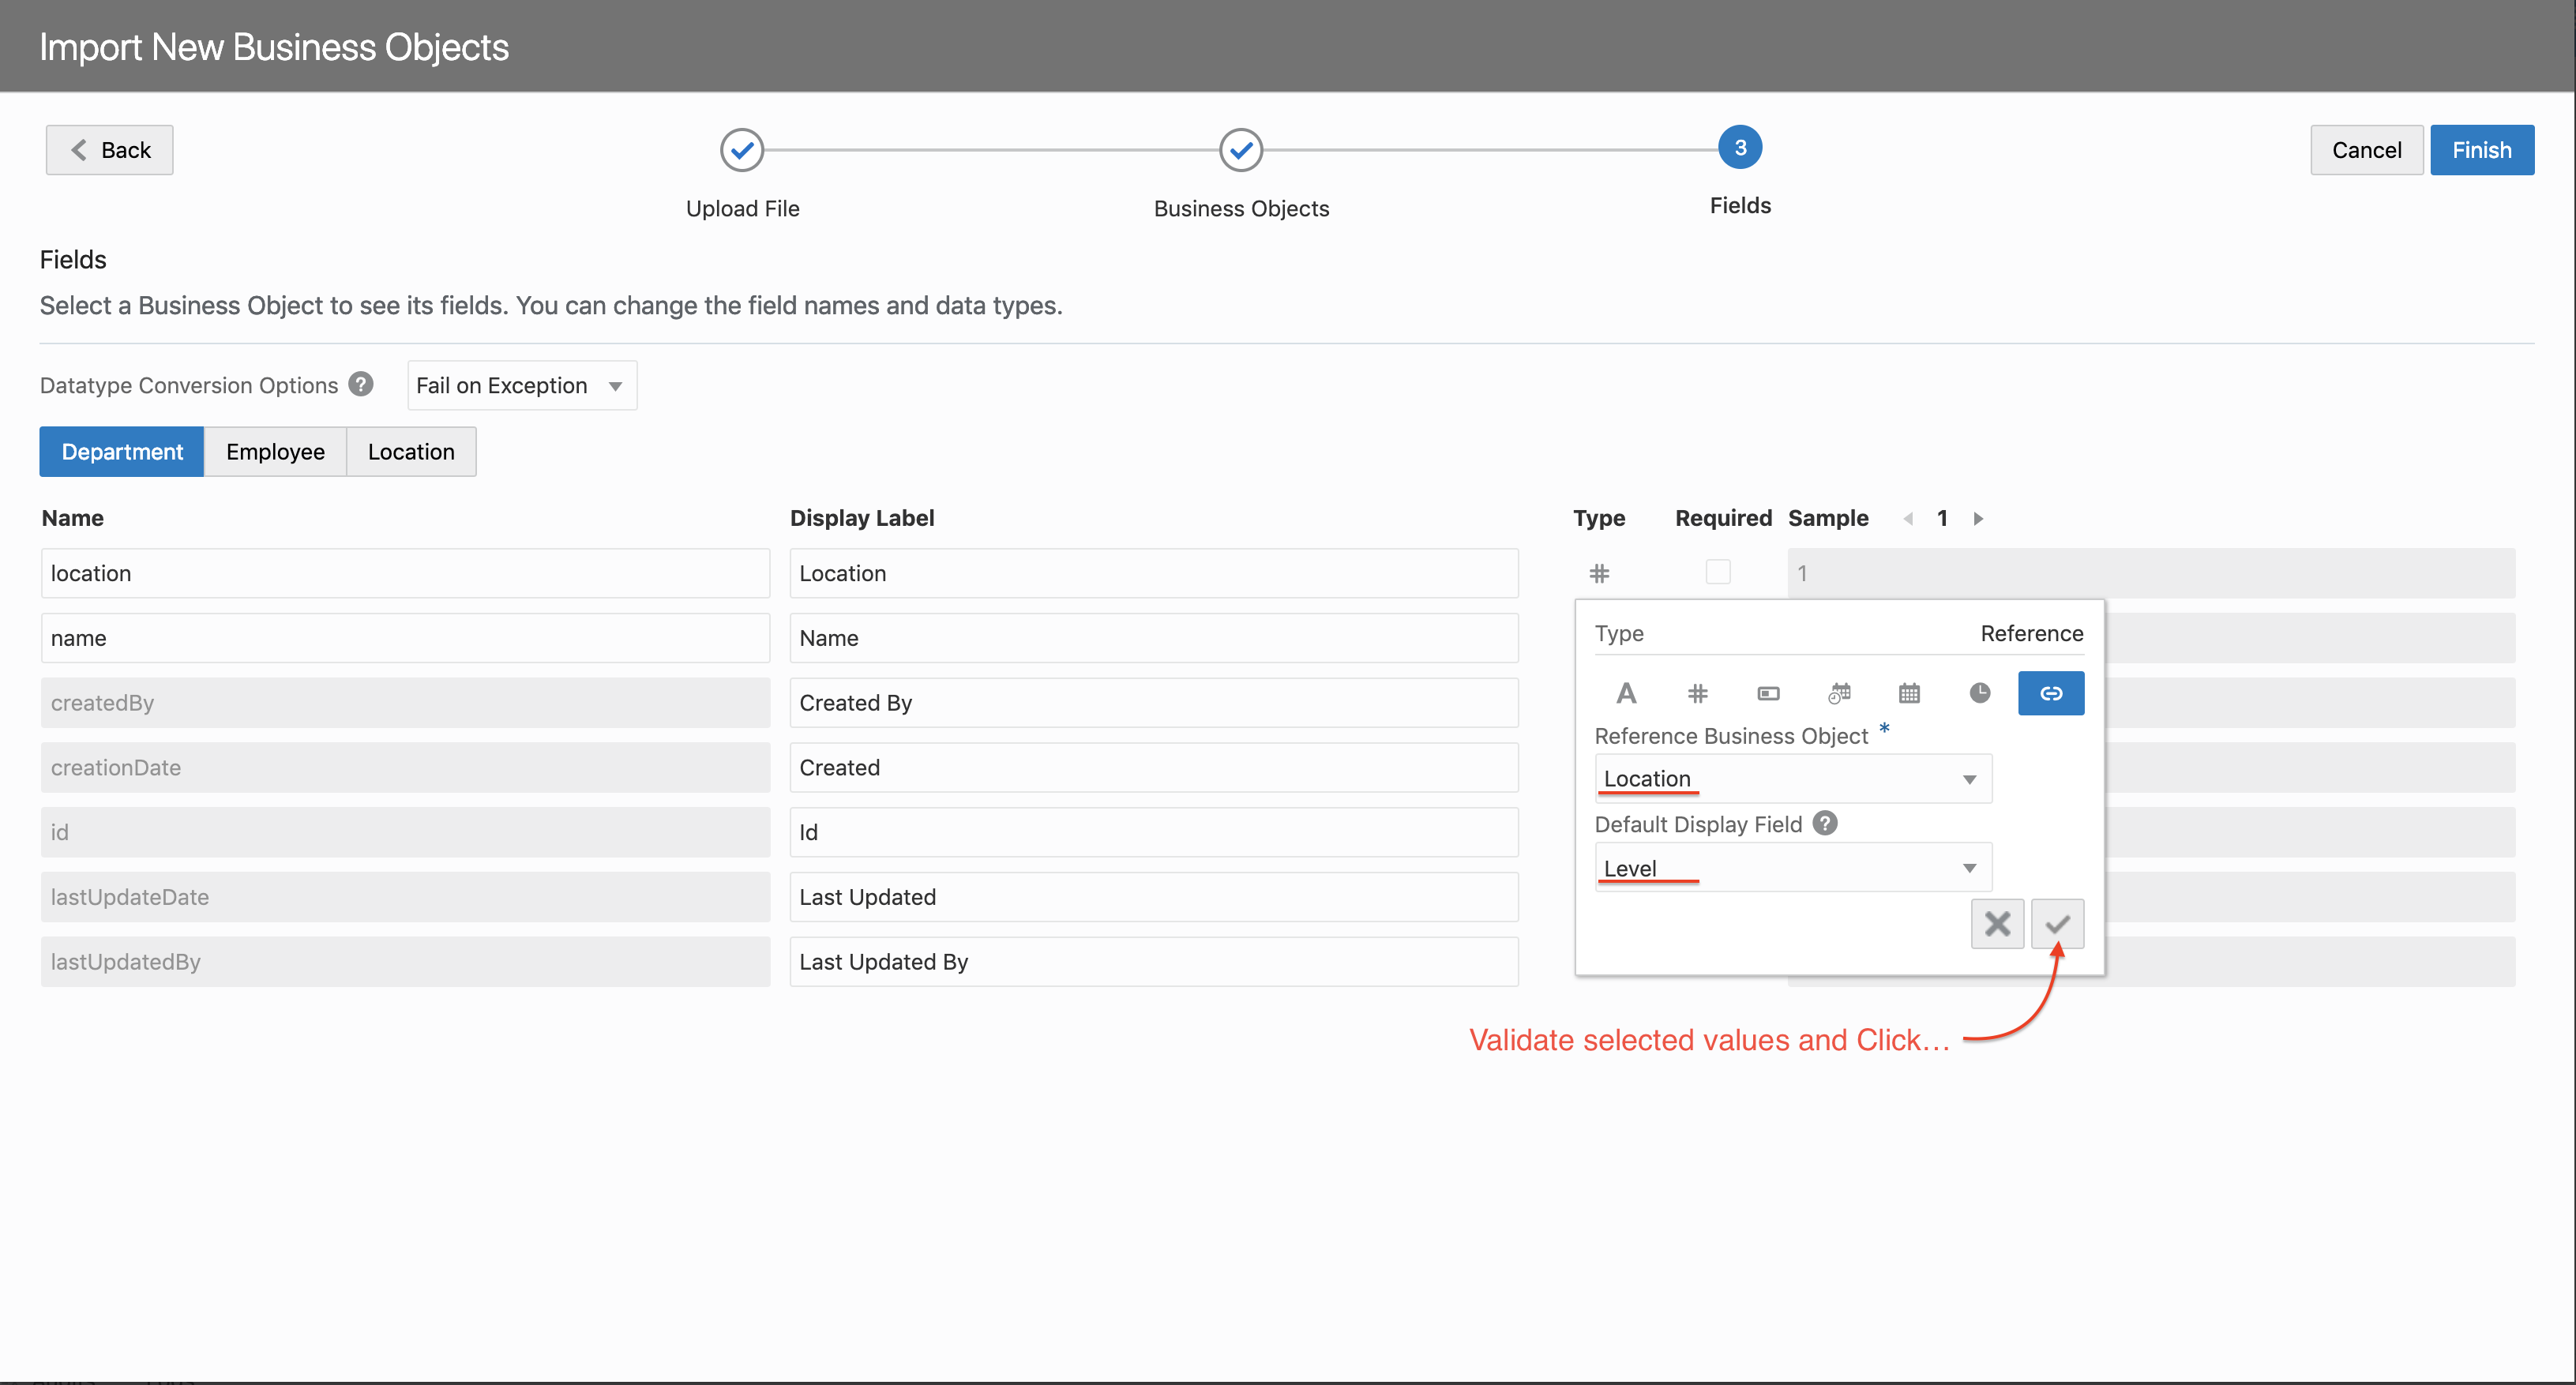 Import New Business Objects
Back
3
Cancel
Finish
Upload File
Business Objects
Fields
Fields
Select a Business Object to see its fields. You can change the field names and data types.
Datatype Conversion Options ?
Fail on Exception
Department
Employee
Location
Name
Display Label
Type
Required
Sample
1
location
Location
#
1
name
Name
createdBy
Created By
creationDate
Created
id
Id
lastUpdateDate
Last Updated
lastUpdatedBy
Last Updated By
Type
Reference
A
#
Reference Business Object *
Location
Default Display Field ?
Level
Validate selected values and Click...